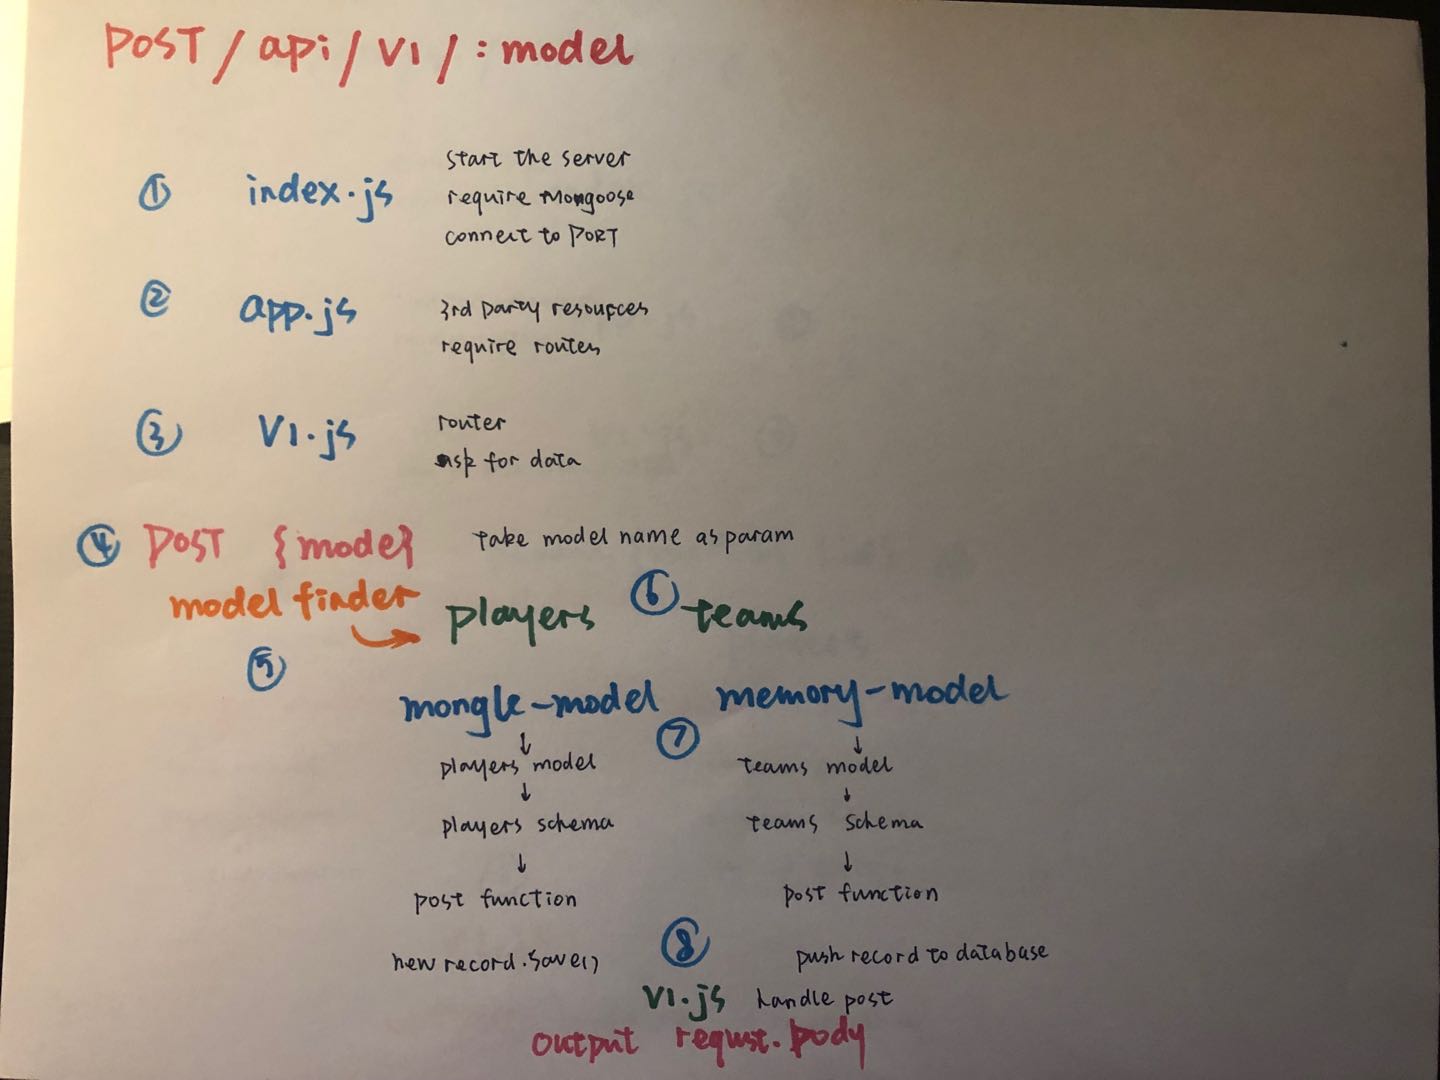 POST / api / V1 / : model
① index.js
start the server
require Mongoose
connect to PORT
② app.js
3rd party resources
require routes
③ V1.js
router
ask for data
④ POST {model}
take model name as param
model finder
⑤
players ⑥ teams
mongle-model memory-model
⑦
players model
players schema
post function
new record.save()
teams model
teams schema
post function
push record to database
⑧
V1.js handle post
output requst.body